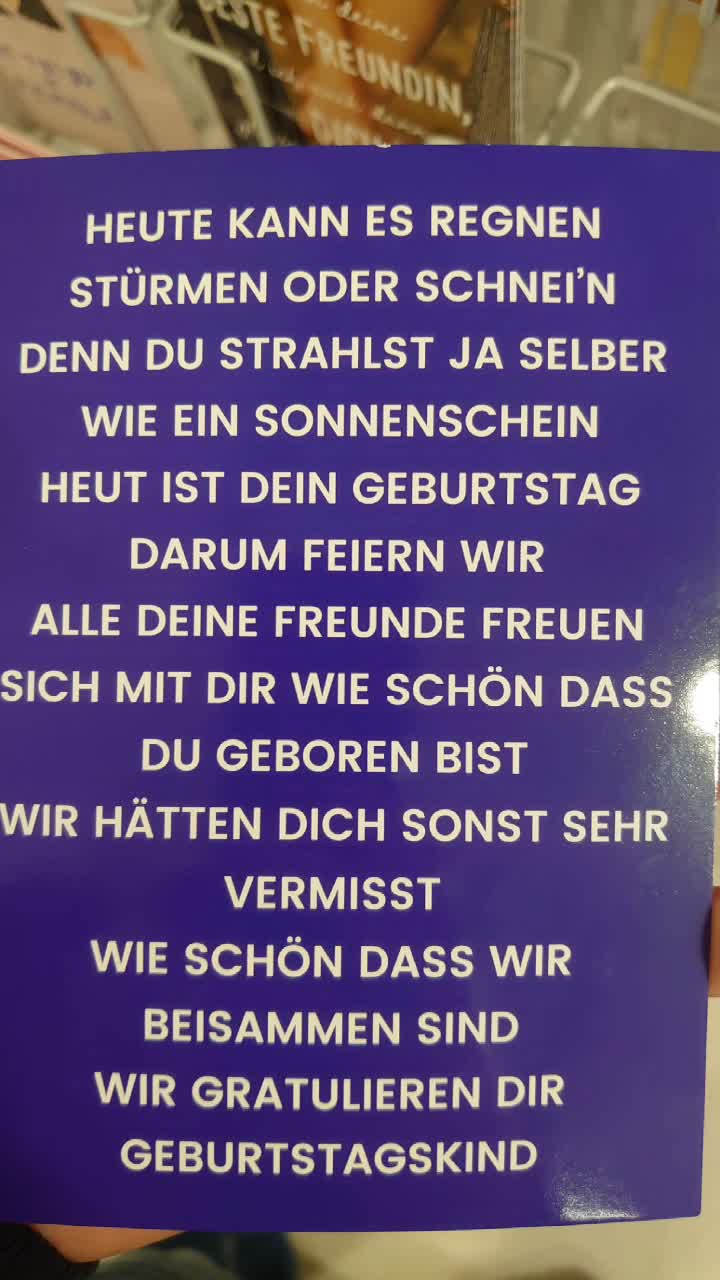 deine
BESTE FREUNDIN,
HEUTE KANN ES REGNEN
STÜRMEN ODER SCHNEI'N
DENN DU STRAHLST JA SELBER
WIE EIN SONNENSCHEIN
HEUT IST DEIN GEBURTSTAG
DARUM FEIERN WIR
ALLE DEINE FREUNDE FREUEN
SICH MIT DIR WIE SCHÖN DASS
DU GEBOREN BIST
WIR HÄTTEN DICH SONST SEHR
VERMISST
WIE SCHÖN DASS WIR
BEISAMMEN SIND
WIR GRATULIEREN DIR
GEBURTSTAGSKIND